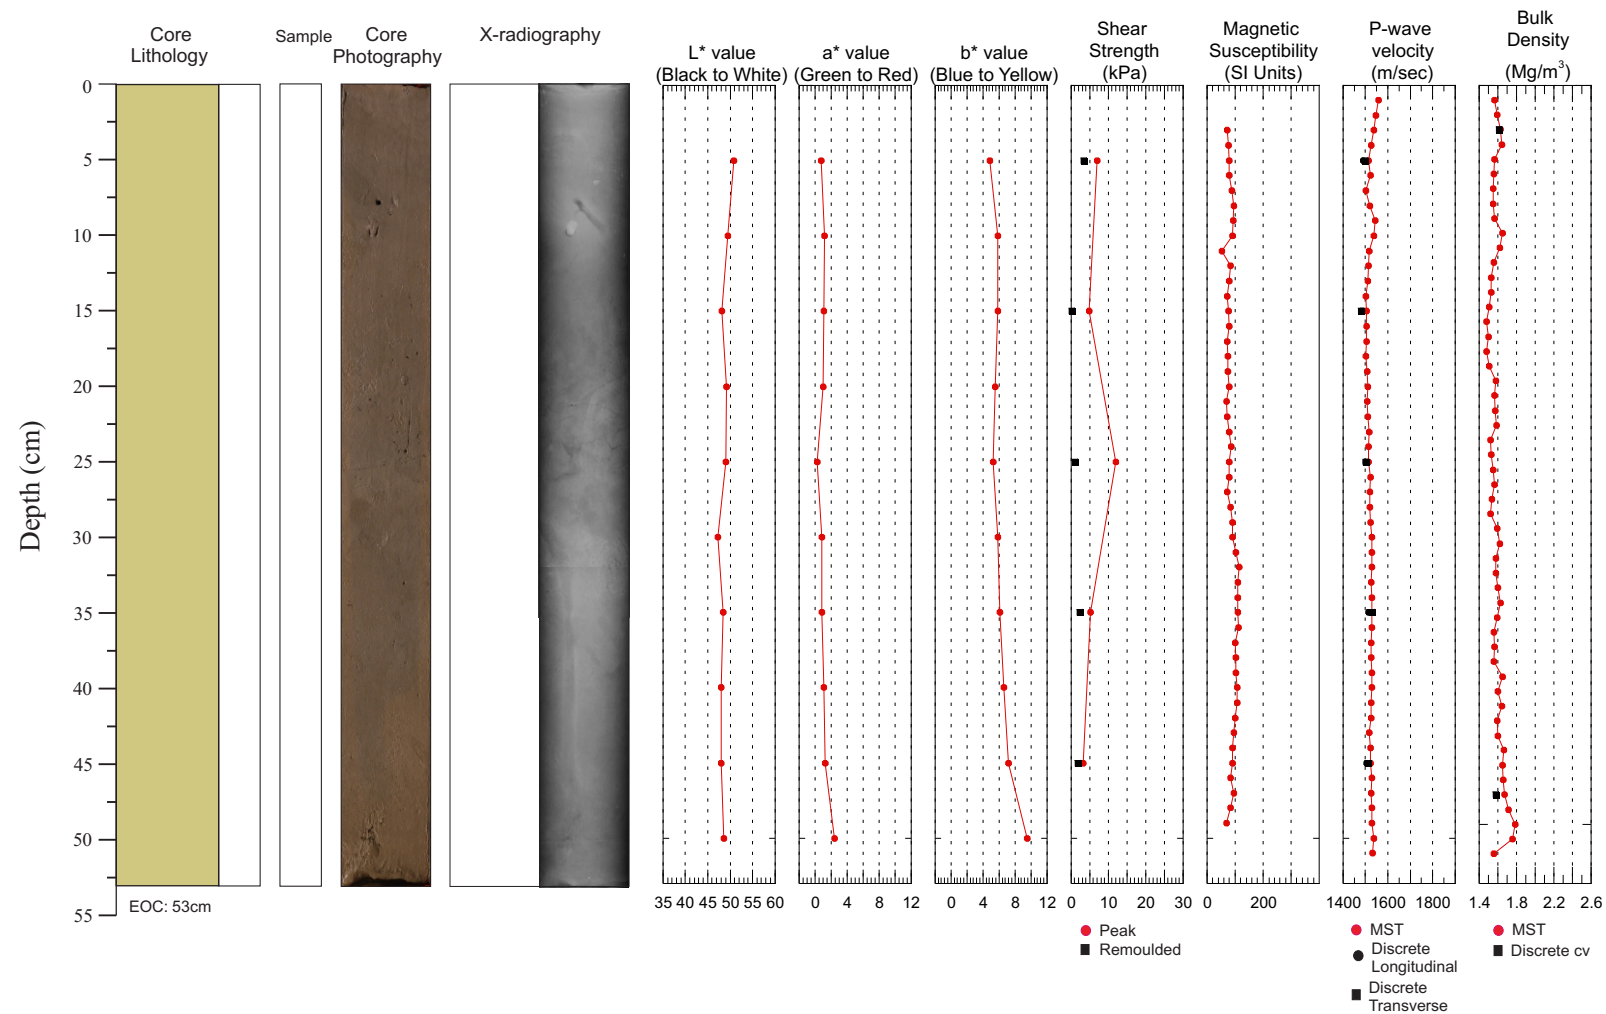 Core
Lithology
Sample
Core
Photography
X-radiography
L* value
(Black to White)
a* value
(Green to Red)
b* value
(Blue to Yellow)
Shear
Strength
(kPa)
Magnetic
Susceptibility
(SI Units)
P-wave
velocity
(m/sec)
Bulk
Density
(Mg/m³)
Depth (cm)
0
5
10
15
20
25
30
35
40
45
50
55
EOC: 53cm
35 40 45 50 55 60
0 4 8 12
0 4 8 12
0 10 20 30
0 200
1400 1600 1800
1.4 1.8 2.2 2.6
Peak
Remoulded
MST
Discrete
Longitudinal
Discrete
Transverse
MST
Discrete cv